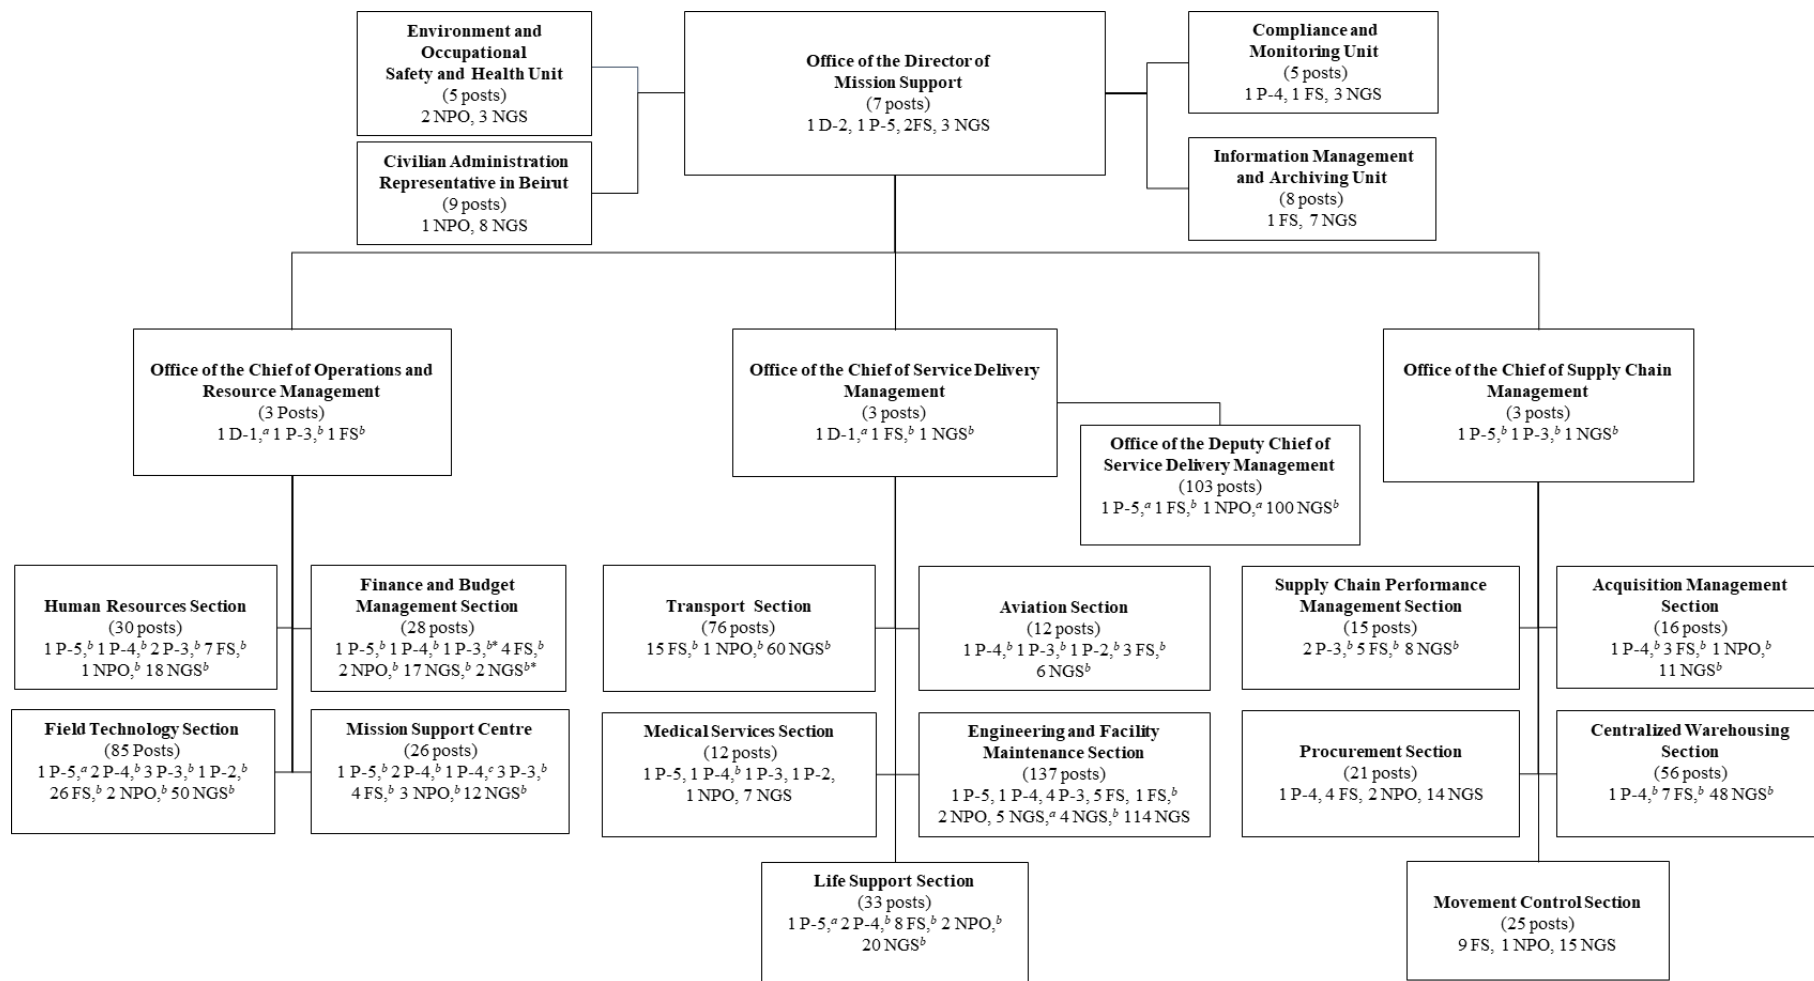 Environment and
Occupational
Safety and Health Unit
(5 posts)
2 NPO, 3 NGS
Civilian Administration
Representative in Beirut
(9 posts)
1 NPO, 8 NGS
Office of the Director of
Mission Support
(7 posts)
1 D-2, 1 P-5, 2FS, 3 NGS
Compliance and
Monitoring Unit
(5 posts)
1 P-4, 1 FS, 3 NGS
Information Management
and Archiving Unit
(8 posts)
1 FS, 7 NGS
Office of the Chief of Operations and
Resource Management
(3 Posts)
1 D-1,ᵃ 1 P-3,ᵇ 1 FSᵇ
Office of the Chief of Service Delivery
Management
(3 posts)
1 D-1,ᵃ 1 FS,ᵇ 1 NGSᵇ
Office of the Deputy Chief of
Service Delivery Management
(103 posts)
1 P-5,ᵃ 1 FS,ᵇ 1 NPO,ᵃ 100 NGSᵇ
Office of the Chief of Supply Chain
Management
(3 posts)
1 P-5,ᵇ 1 P-3,ᵇ 1 NGSᵇ
Human Resources Section
(30 posts)
1 P-5,ᵇ 1 P-4,ᵇ 2 P-3,ᵇ 7 FS,ᵇ
1 NPO,ᵇ 18 NGSᵇ
Finance and Budget
Management Section
(28 posts)
1 P-5,ᵇ 1 P-4,ᵇ 1 P-3,ᵇ* 4 FS,ᵇ
2 NPO,ᵇ 17 NGS,ᵇ 2 NGSᵇ*
Field Technology Section
(85 Posts)
1 P-5,ᵃ 2 P-4,ᵇ 3 P-3,ᵇ 1 P-2,ᵇ
26 FS,ᵇ 2 NPO,ᵇ 50 NGSᵇ
Mission Support Centre
(26 posts)
1 P-5,ᵇ 2 P-4,ᵇ 1 P-4,ᶜ 3 P-3,ᵇ
4 FS,ᵇ 3 NPO,ᵇ 12 NGSᵇ
Transport Section
(76 posts)
15 FS,ᵇ 1 NPO,ᵇ 60 NGSᵇ
Aviation Section
(12 posts)
1 P-4,ᵇ 1 P-3,ᵇ 1 P-2,ᵇ 3 FS,ᵇ
6 NGSᵇ
Medical Services Section
(12 posts)
1 P-5, 1 P-4,ᵇ 1 P-3, 1 P-2,
1 NPO, 7 NGS
Engineering and Facility
Maintenance Section
(137 posts)
1 P-5, 1 P-4, 4 P-3, 5 FS, 1 FS,ᵇ
2 NPO, 5 NGS,ᵃ 4 NGS,ᵇ 114 NGS
Life Support Section
(33 posts)
1 P-5,ᵃ 2 P-4,ᵇ 8 FS,ᵇ 2 NPO,ᵇ
20 NGSᵇ
Supply Chain Performance
Management Section
(15 posts)
2 P-3,ᵇ 5 FS,ᵇ 8 NGSᵇ
Acquisition Management
Section
(16 posts)
1 P-4,ᵇ 3 FS,ᵇ 1 NPO,ᵇ
11 NGSᵇ
Procurement Section
(21 posts)
1 P-4, 4 FS, 2 NPO, 14 NGS
Centralized Warehousing
Section
(56 posts)
1 P-4,ᵇ 7 FS,ᵇ 48 NGSᵇ
Movement Control Section
(25 posts)
9 FS, 1 NPO, 15 NGS